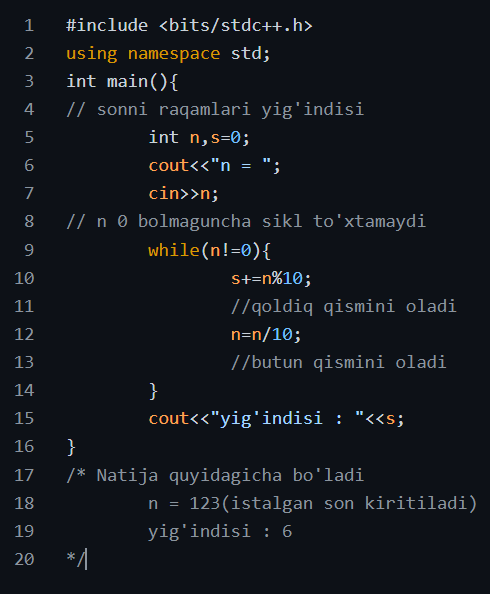 1 #include <bits/stdc++.h>
2 using namespace std;
3 int main(){
4 // sonni raqamlari yig'indisi
5 int n,s=0;
6 cout<<"n = ";
7 cin>>n;
8 // n 0 bolmaguncha sikl to'xtamaydi
9 while(n!=0){
10 s+=n%10;
11 //qoldiq qismini oladi
12 n=n/10;
13 //butun qismini oladi
14 }
15 cout<<"yig'indisi : "<<s;
16 }
17 /* Natija quyidagicha bo'ladi
18 n = 123(istalgan son kiritiladi)
19 yig'indisi : 6
20 */